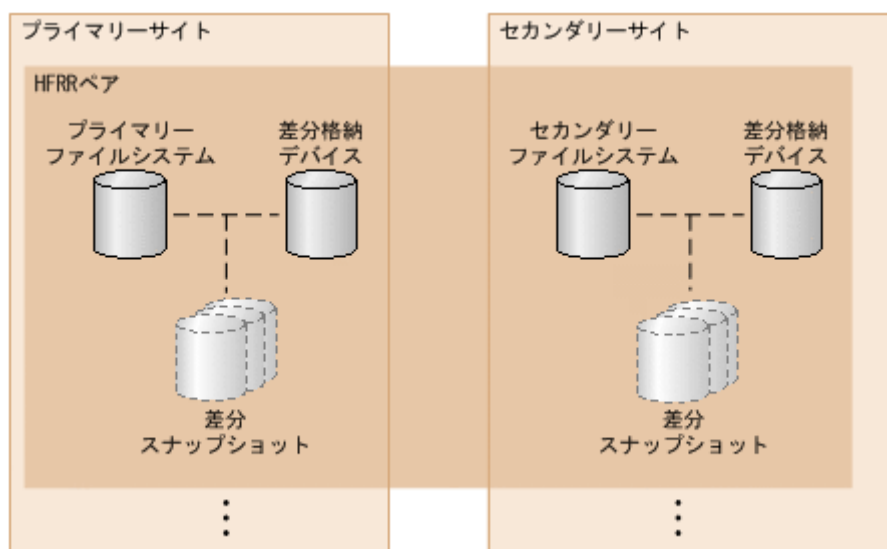 プライマリーサイト
セカンダリーサイト
HFRRペア
プライマリー
ファイルシステム
差分格納
デバイス
セカンダリー
ファイルシステム
差分格納
デバイス
差分
スナップショット
差分
スナップショット